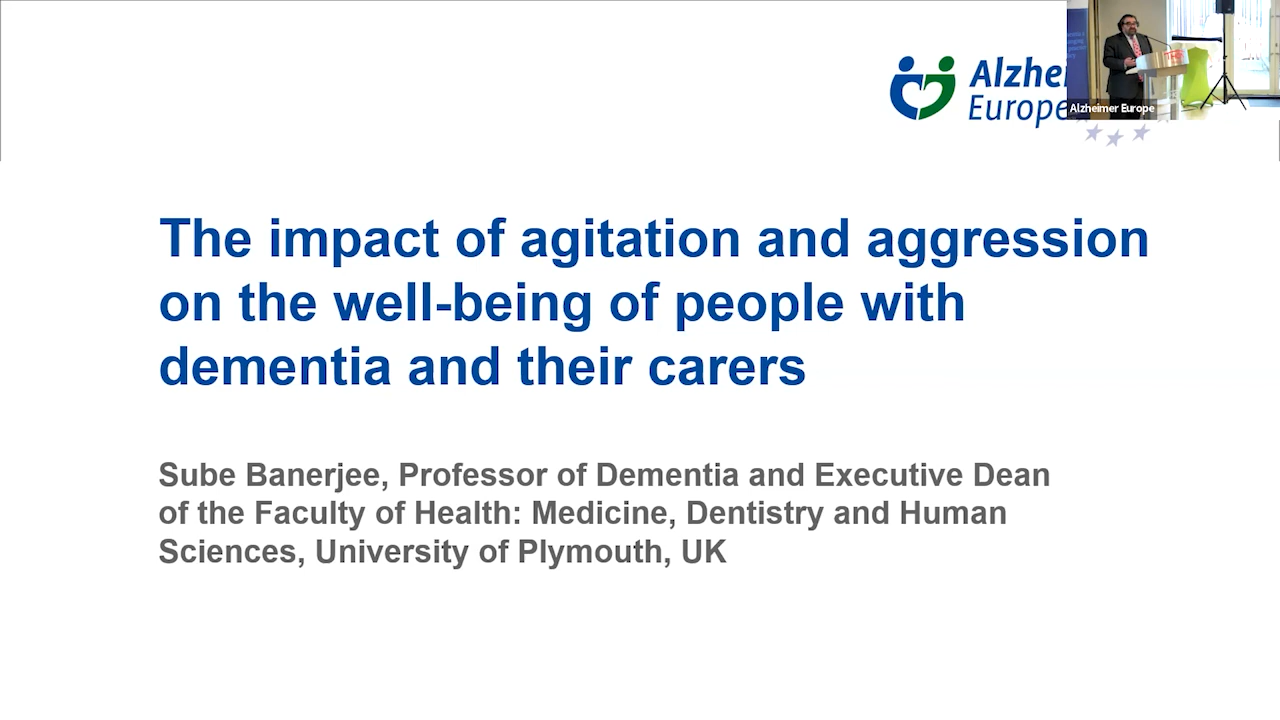 Alzhei
Europe
Alzheimer Europe
The impact of agitation and aggression
on the well-being of people with
dementia and their carers
Sube Banerjee, Professor of Dementia and Executive Dean
of the Faculty of Health: Medicine, Dentistry and Human
Sciences, University of Plymouth, UK